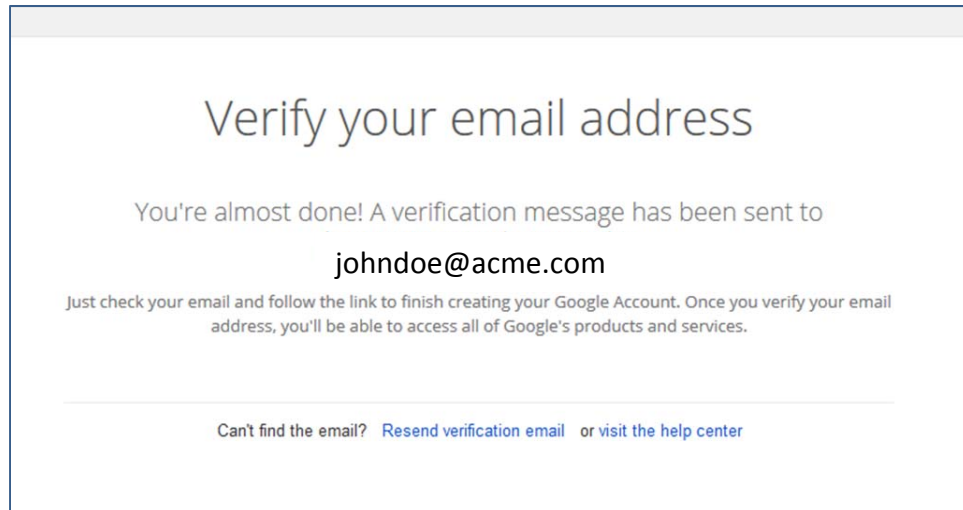 Verify your email address
You're almost done! A verification message has been sent to
johndoe@acme.com
Just check your email and follow the link to finish creating your Google Account. Once you verify your email
address, you'll be able to access all of Google's products and services.
Can't find the email? Resend verification email or visit the help center